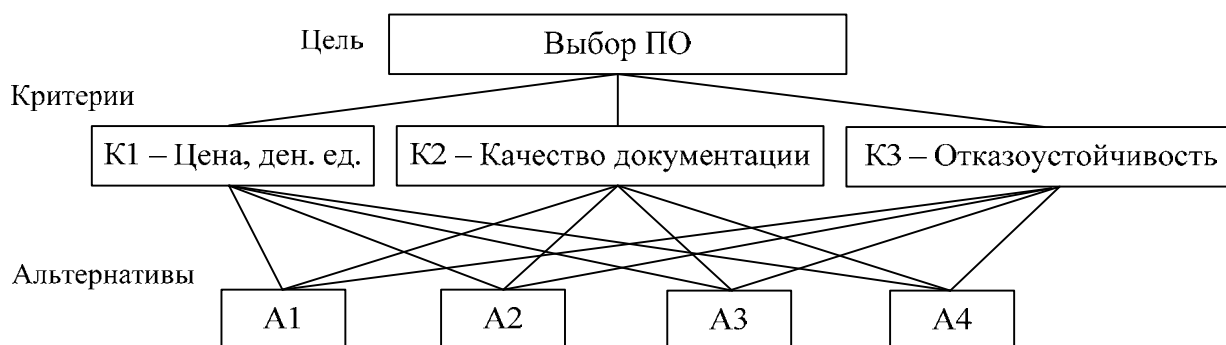 Цель
Выбор ПО
Критерии
К1 – Цена, ден. ед.
К2 – Качество документации
К3 – Отказоустойчивость
Альтернативы
А1
А2
А3
А4